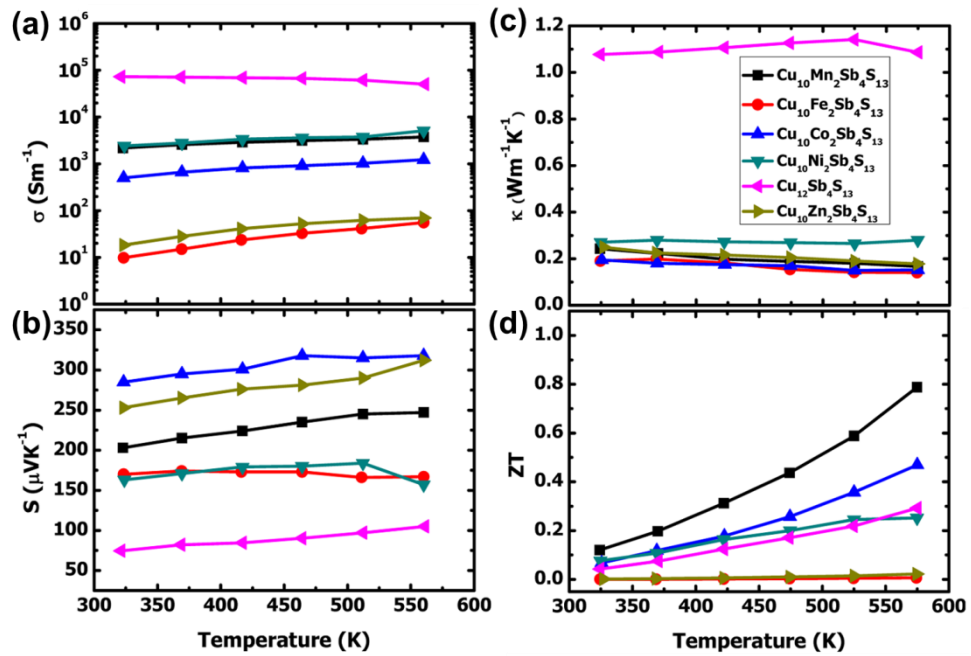 (a)
10⁶
10⁵
10⁴
10³
10²
10¹
10⁰
σ (Sm⁻¹)
(b)
350
300
250
200
150
100
50
S (μVK⁻¹)
300 350 400 450 500 550 600
Temperature (K)
(c)
1.2
1.0
0.8
0.6
0.4
0.2
0.0
κ (Wm⁻¹K⁻¹)
Cu₁₀Mn₂Sb₄S₁₃
Cu₁₀Fe₂Sb₄S₁₃
Cu₁₀Co₂Sb₄S₁₃
Cu₁₀Ni₂Sb₄S₁₃
Cu₁₂Sb₄S₁₃
Cu₁₀Zn₂Sb₄S₁₃
(d)
1.0
0.8
0.6
0.4
0.2
0.0
ZT
300 350 400 450 500 550 600
Temperature (K)